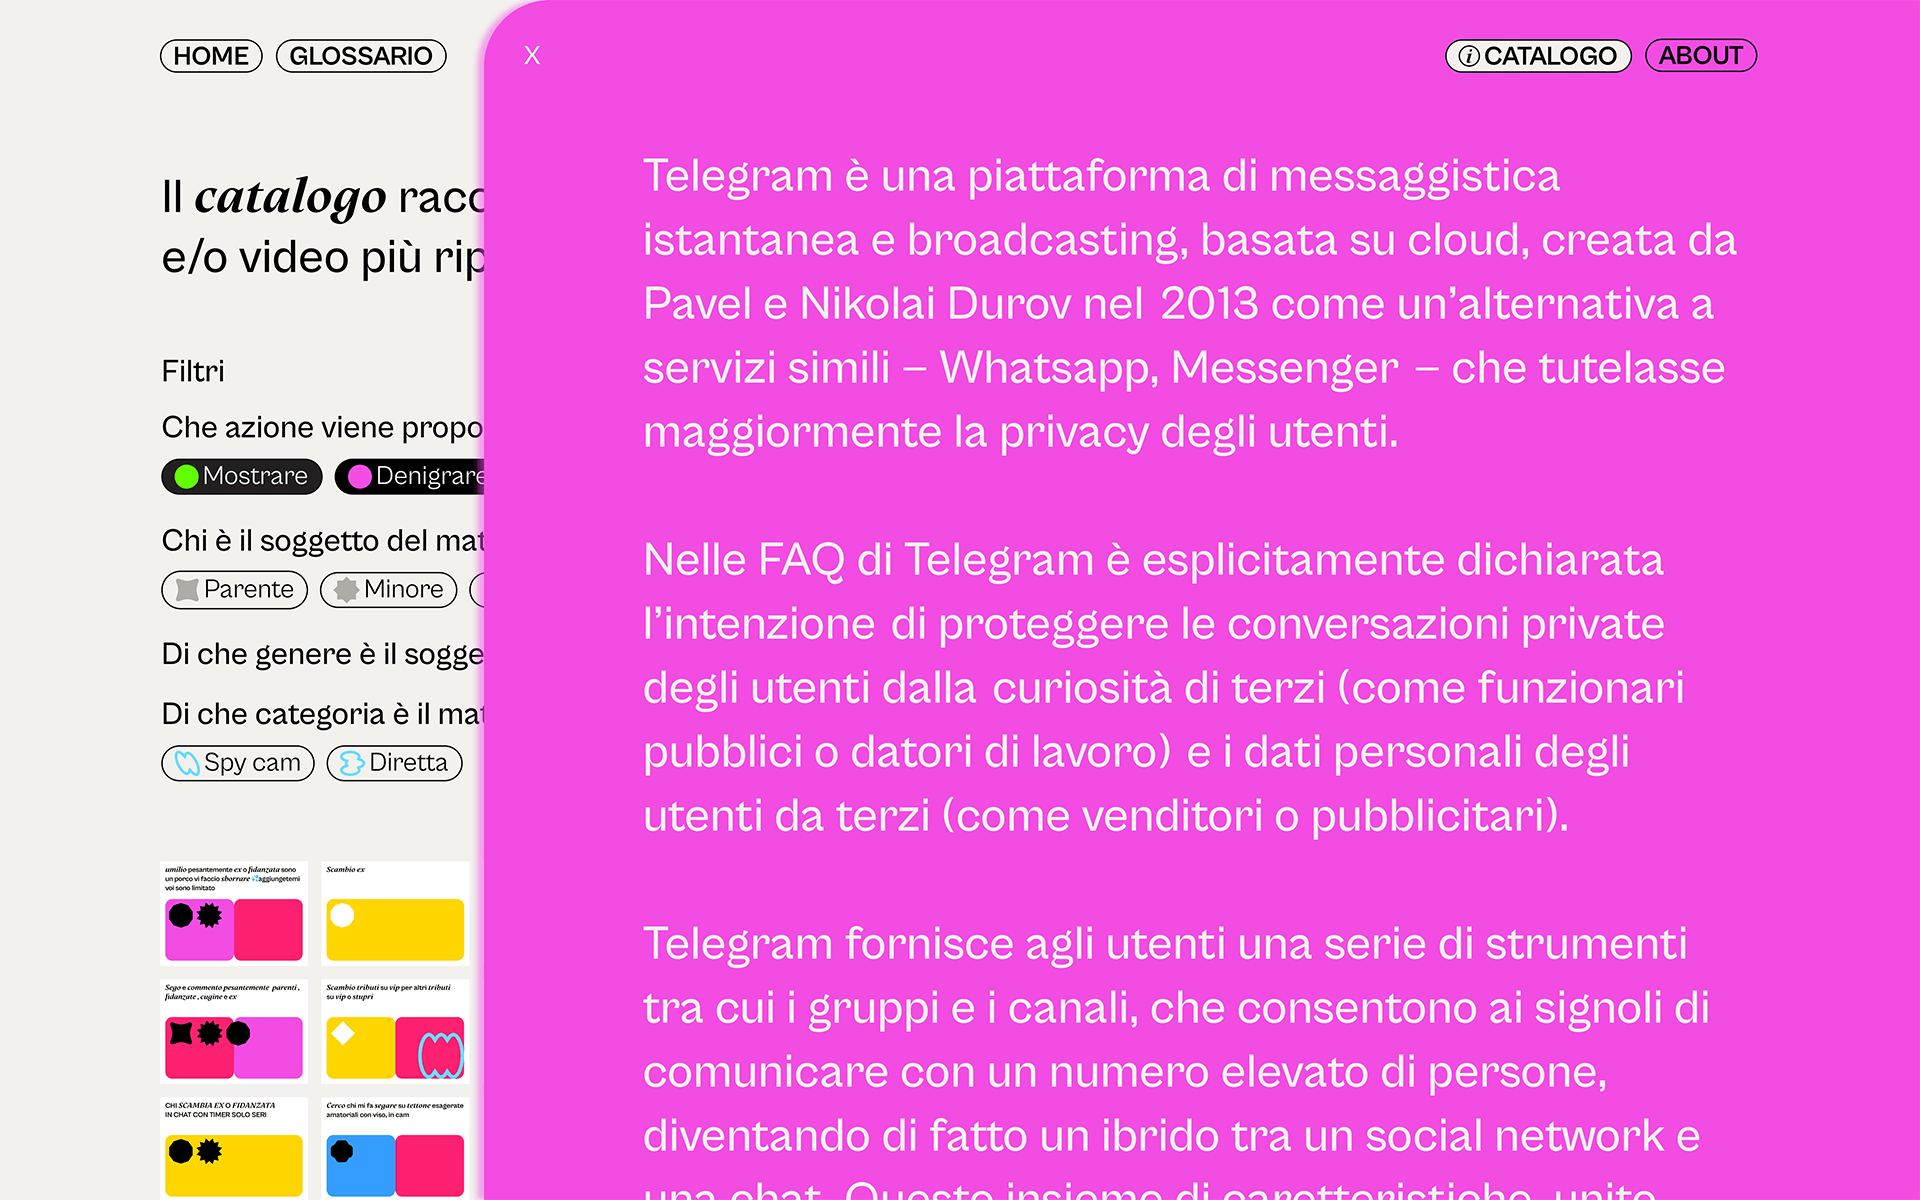 HOME
GLOSSARIO
X
CATALOGO
ABOUT
Il catalogo racc
e/o video più rip
Filtri
Che azione viene propo
Mostrare
Denigrare
Chi è il soggetto del mat
Parente
Minore
Di che genere è il sogge
Di che categoria è il mat
Spy cam
Diretta
umilio pesantemente ex o fidanzata sono
un porco vi faccio sborrare 💦aggiungetemi
voi sono limitato
Scambio ex
Sego e commento pesantemente parenti,
fidanzate, cugine e ex
Scambio tributi su vip per altri tributi
su vip o stupri
CHI SCAMBIA EX O FIDANZATA
IN CHAT CON TIMER SOLO SERI
Cerco chi mi fa segare su tettone esagerate
amatoriali con viso, in cam
Telegram è una piattaforma di messaggistica
istantanea e broadcasting, basata su cloud, creata da
Pavel e Nikolai Durov nel 2013 come un’alternativa a
servizi simili – Whatsapp, Messenger – che tutelasse
maggiormente la privacy degli utenti.
Nelle FAQ di Telegram è esplicitamente dichiarata
l’intenzione di proteggere le conversazioni private
degli utenti dalla curiosità di terzi (come funzionari
pubblici o datori di lavoro) e i dati personali degli
utenti da terzi (come venditori o pubblicitari).
Telegram fornisce agli utenti una serie di strumenti
tra cui i gruppi e i canali, che consentono ai signoli di
comunicare con un numero elevato di persone,
diventando di fatto un ibrido tra un social network e
una chat. Questo insieme di caratteristiche, unite